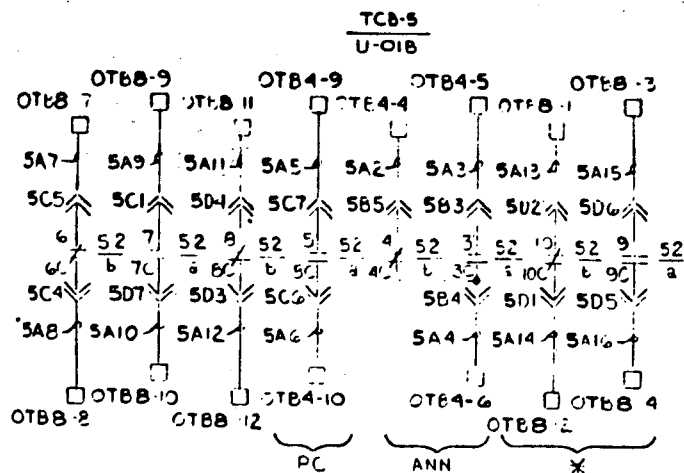 TCB-5
U-01B
OTB8-9 OTB4-9 OTB4-5 OTB8-3
OTB8-7 OTB8-11 OTB4-4 OTB8-1
5A7 5A9 5A11 5A5 5A2 5A3 5A13 5A15
5C5 5C1 5D4 5C7 5B5 5B3 5D2 5D6
6 7 8 5 4 3 10 9
52 52 52 52 52 52 52 52
6C b 7C a 8C b 5C a 4C b 3C a 10C b 9C a
5C4 5D7 5D3 5C6 5B4 5D1 5D5
5A8 5A10 5A12 5A6 5A4 5A14 5A16
OTB8-10 OTB4-10 OTB4-6 OTB8-4
OTB8-8 OTB8-12 OTB8-2
PC ANN *